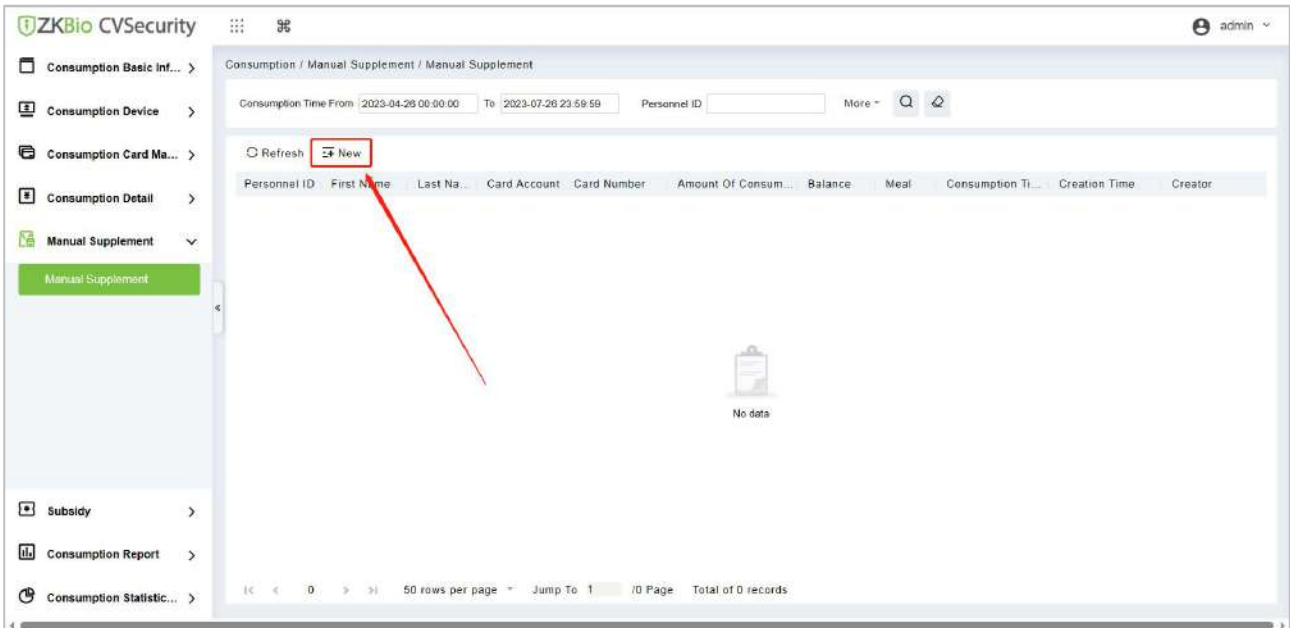 ZKBio CVSecurity
admin
Consumption Basic Inf...
Consumption Device
Consumption Card Ma...
Consumption Detail
Manual Supplement
Manual Supplement
Subsidy
Consumption Report
Consumption Statistic...
Consumption / Manual Supplement / Manual Supplement
Consumption Time From 2023-04-26 00:00:00 To 2023-07-26 23:59:59 Personnel ID More
Refresh New
Personnel ID First Name Last Na... Card Account Card Number Amount Of Consum... Balance Meal Consumption Ti... Creation Time Creator
No data
0 50 rows per page Jump To 1 /0 Page Total of 0 records